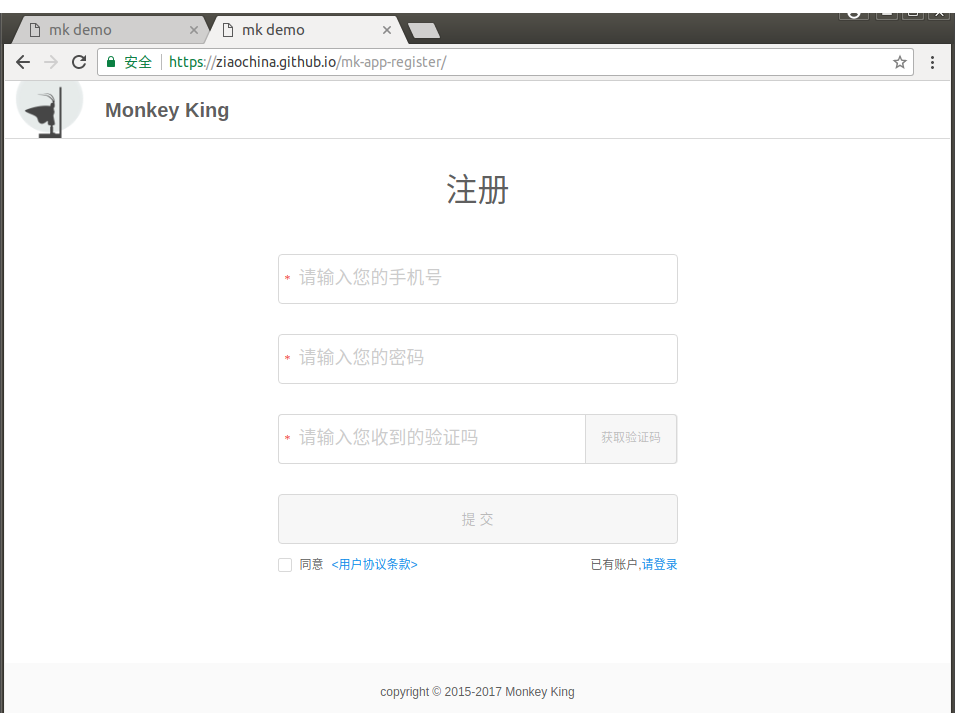 mk demo
mk demo
安全 https://ziaochina.github.io/mk-app-register/
Monkey King
注册
* 请输入您的手机号
* 请输入您的密码
* 请输入您收到的验证吗 获取验证码
提 交
同意 <用户协议条款> 已有账户,请登录
copyright © 2015-2017 Monkey King